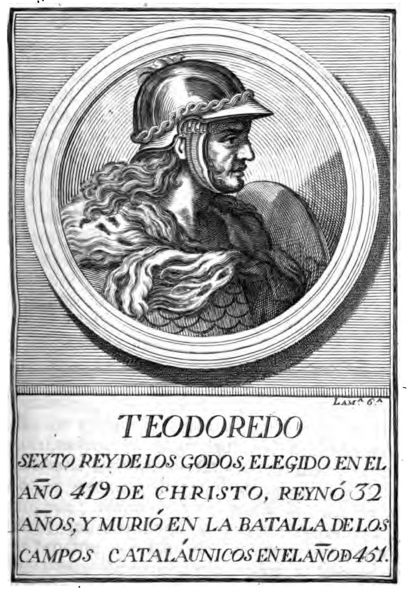 LAM.ᴬ 6.ᴬ
TEODOREDO
SEXTO REY DE LOS GODOS, ELEGIDO EN EL
AÑO 419 DE CHRISTO, REYNÓ 32
AÑOS, Y MURIÓ EN LA BATALLA DE LOS
CAMPOS CATALÁUNICOS EN EL AÑO D 451.